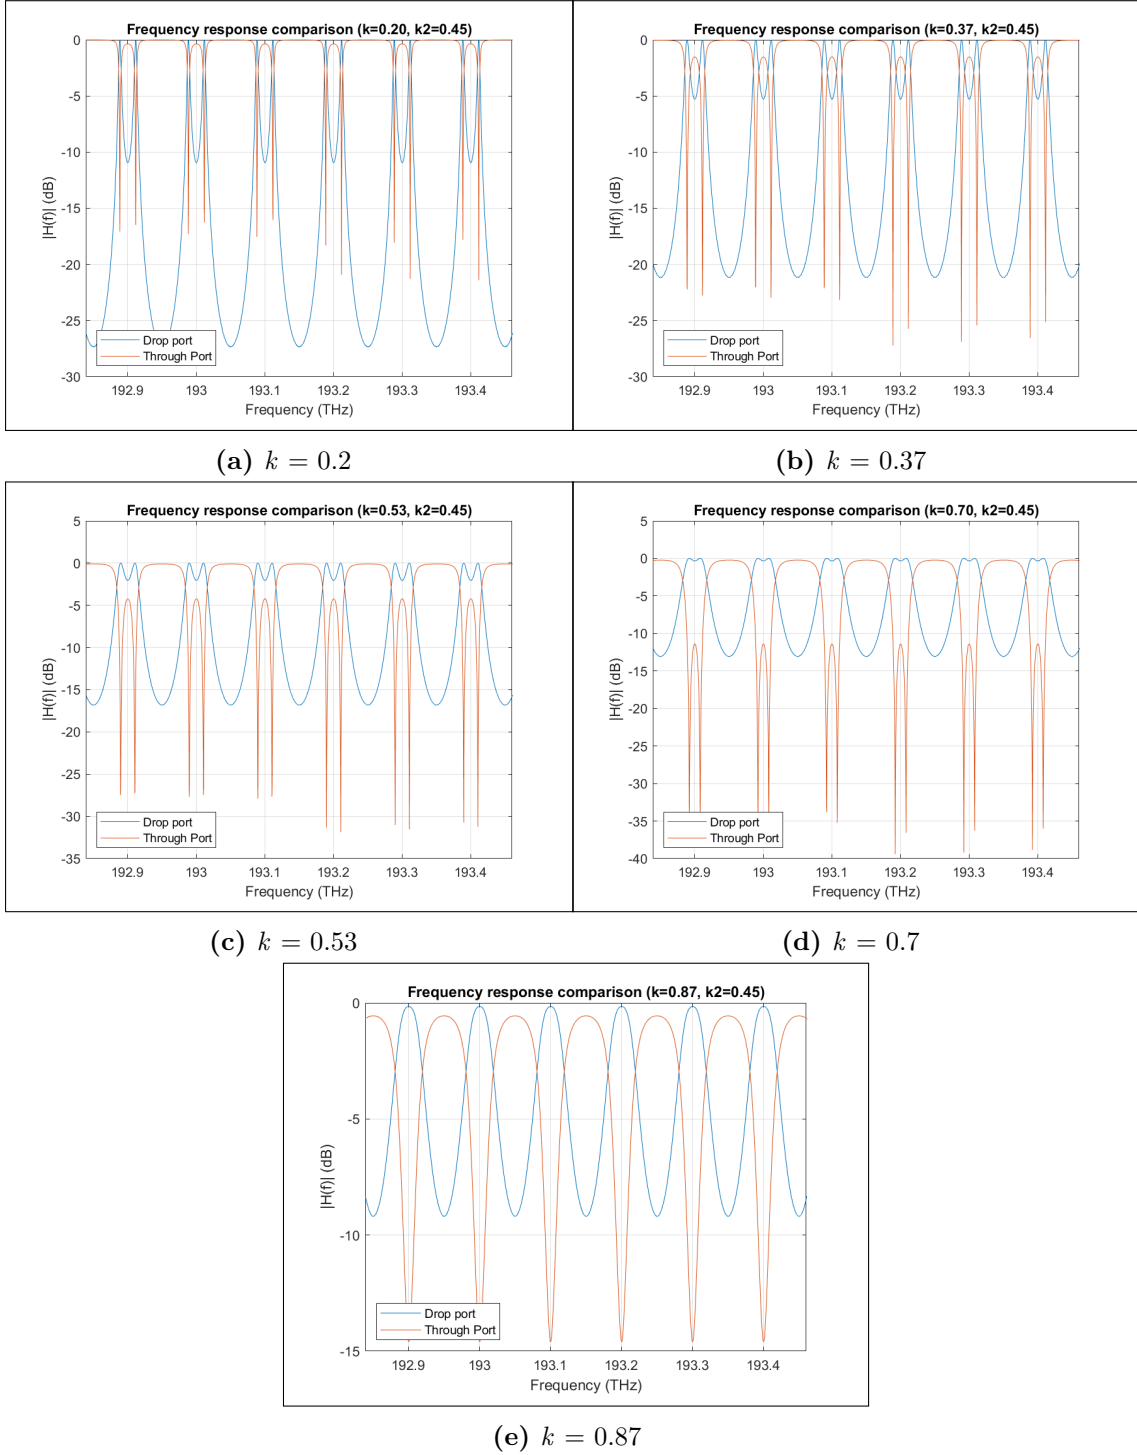 Frequency response comparison (k=0.20, k2=0.45)
0
-5
-10
-15
-20
-25
-30
|H(f)| (dB)
Drop port
Through Port
192.9 193 193.1 193.2 193.3 193.4
Frequency (THz)
(a) k = 0.2
Frequency response comparison (k=0.37, k2=0.45)
0
-5
-10
-15
-20
-25
-30
|H(f)| (dB)
Drop port
Through Port
192.9 193 193.1 193.2 193.3 193.4
Frequency (THz)
(b) k = 0.37
Frequency response comparison (k=0.53, k2=0.45)
5
0
-5
-10
-15
-20
-25
-30
-35
|H(f)| (dB)
Drop port
Through Port
192.9 193 193.1 193.2 193.3 193.4
Frequency (THz)
(c) k = 0.53
Frequency response comparison (k=0.70, k2=0.45)
5
0
-5
-10
-15
-20
-25
-30
-35
-40
|H(f)| (dB)
Drop port
Through Port
192.9 193 193.1 193.2 193.3 193.4
Frequency (THz)
(d) k = 0.7
Frequency response comparison (k=0.87, k2=0.45)
0
-5
-10
-15
|H(f)| (dB)
Drop port
Through Port
192.9 193 193.1 193.2 193.3 193.4
Frequency (THz)
(e) k = 0.87